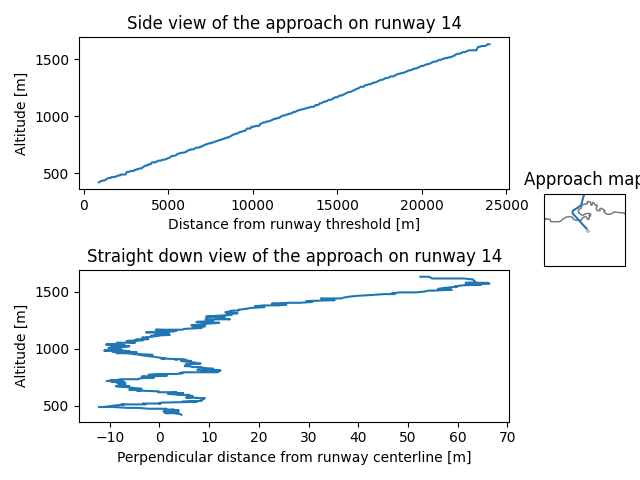 Side view of the approach on runway 14
Altitude [m]
1500
1000
500
0 5000 10000 15000 20000 25000
Distance from runway threshold [m]
Approach map
Straight down view of the approach on runway 14
Altitude [m]
1500
1000
500
−10 0 10 20 30 40 50 60 70
Perpendicular distance from runway centerline [m]